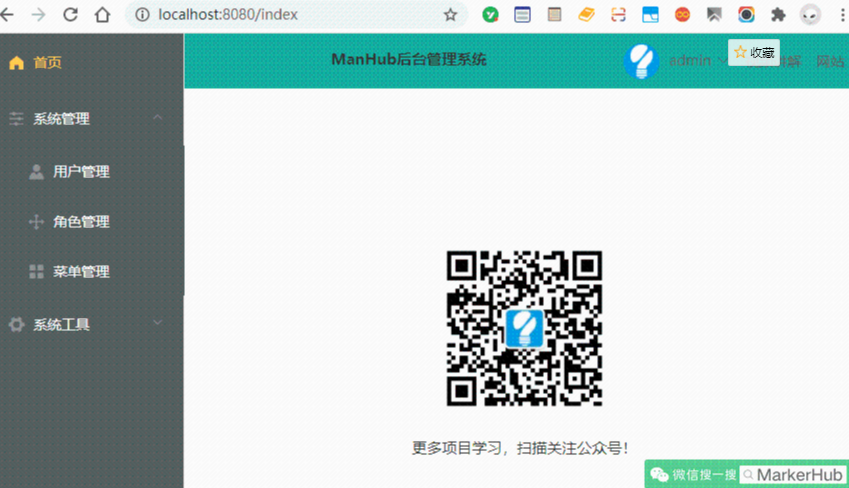 localhost:8080/index
首页
ManHub后台管理系统
admin
收藏
网站
系统管理
用户管理
角色管理
菜单管理
系统工具
更多项目学习，扫描关注公众号！
微信搜一搜
MarkerHub